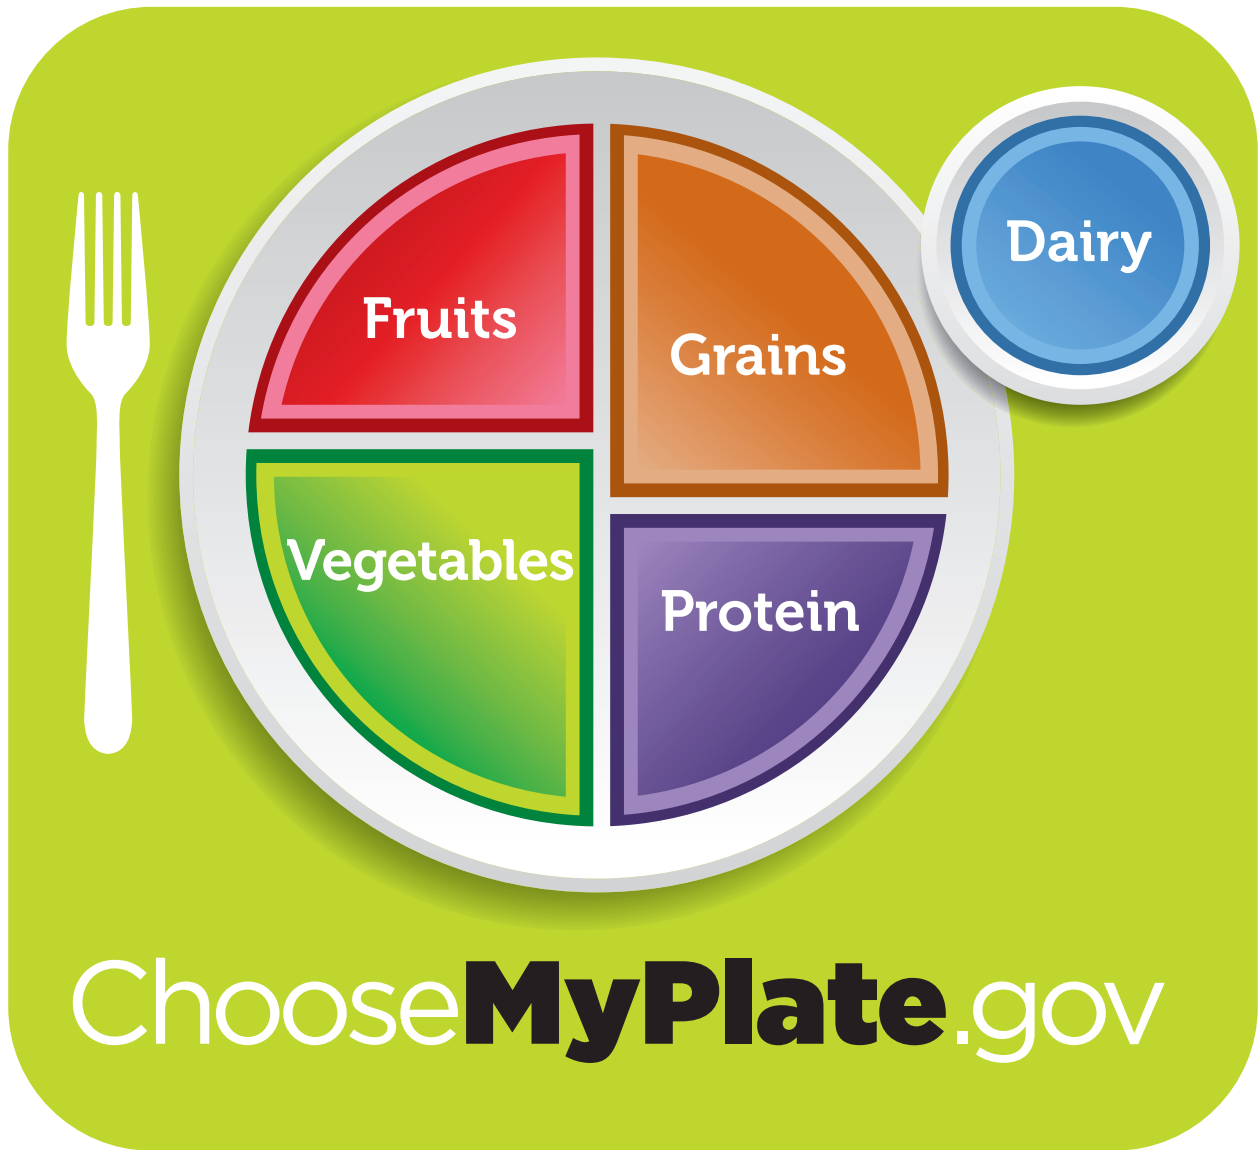 Dairy
Fruits
Grains
Vegetables
Protein
ChooseMyPlate.gov